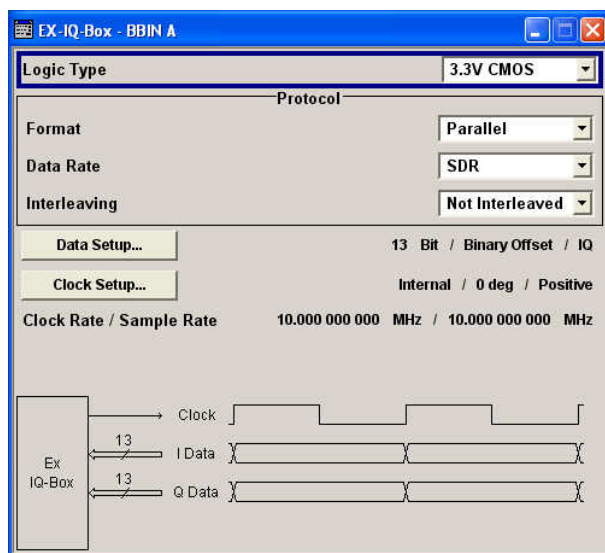 EX-IQ-Box - BBIN A
Logic Type 3.3V CMOS
Protocol
Format Parallel
Data Rate SDR
Interleaving Not Interleaved
Data Setup... 13 Bit / Binary Offset / IQ
Clock Setup... Internal / 0 deg / Positive
Clock Rate / Sample Rate 10.000 000 000 MHz / 10.000 000 000 MHz
Clock
13
I Data
Ex
IQ-Box
13
Q Data